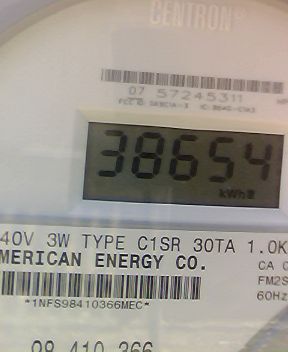 CENTRON®
07 57245311
38654
kWh
40V 3W TYPE C1SR 30TA 1.0K
MERICAN ENERGY CO.
CA
*1NFS98410366MEC*
FM2S
60Hz
98 410 366